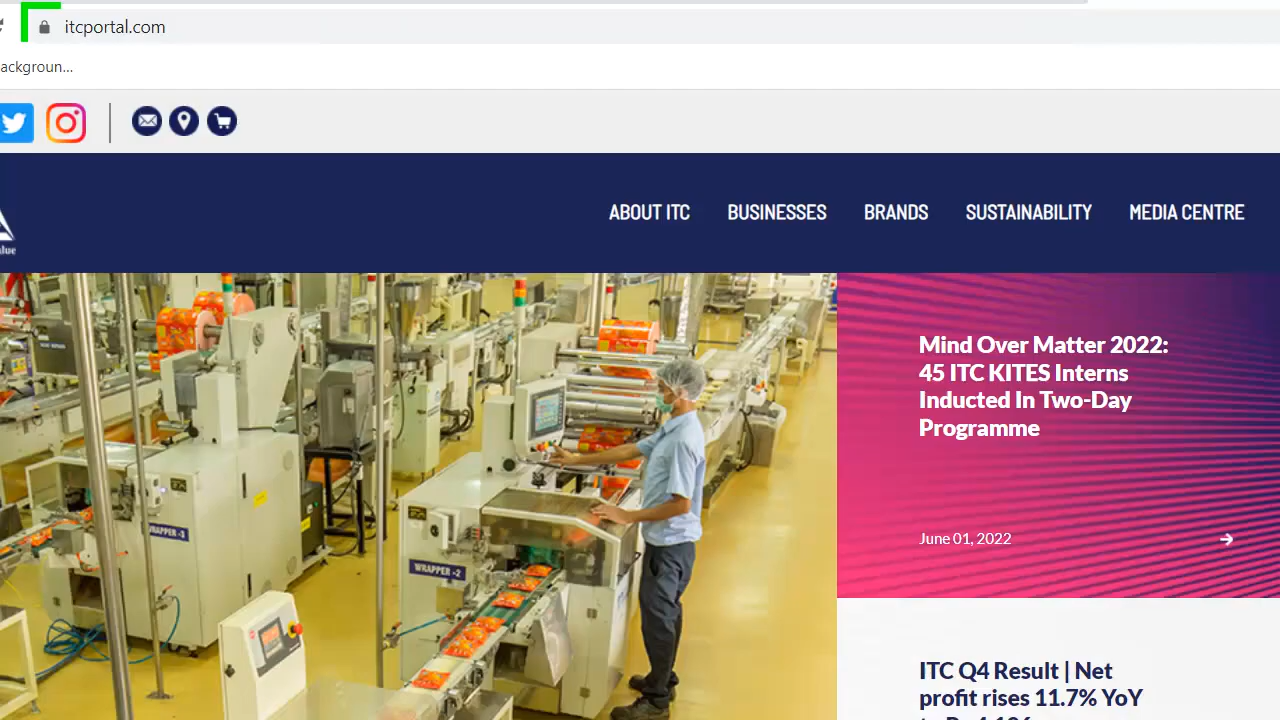 itcportal.com
ackgroun...
ABOUT ITC BUSINESSES BRANDS SUSTAINABILITY MEDIA CENTRE
alue
Mind Over Matter 2022:
45 ITC KITES Interns
Inducted In Two-Day
Programme
June 01, 2022
WRAPPER -3
WRAPPER -2
ITC Q4 Result | Net
profit rises 11.7% YoY